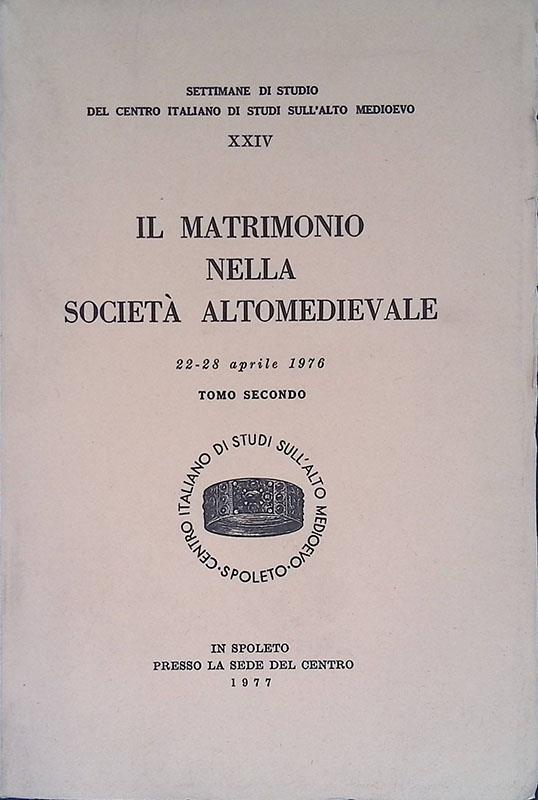 SETTIMANE DI STUDIO
DEL CENTRO ITALIANO DI STUDI SULL'ALTO MEDIOEVO
XXIV
IL MATRIMONIO
NELLA
SOCIETÀ ALTOMEDIEVALE
22-28 aprile 1976
TOMO SECONDO
CENTRO ITALIANO DI STUDI SULL'ALTO MEDIOEVO · SPOLETO ·
IN SPOLETO
PRESSO LA SEDE DEL CENTRO
1977